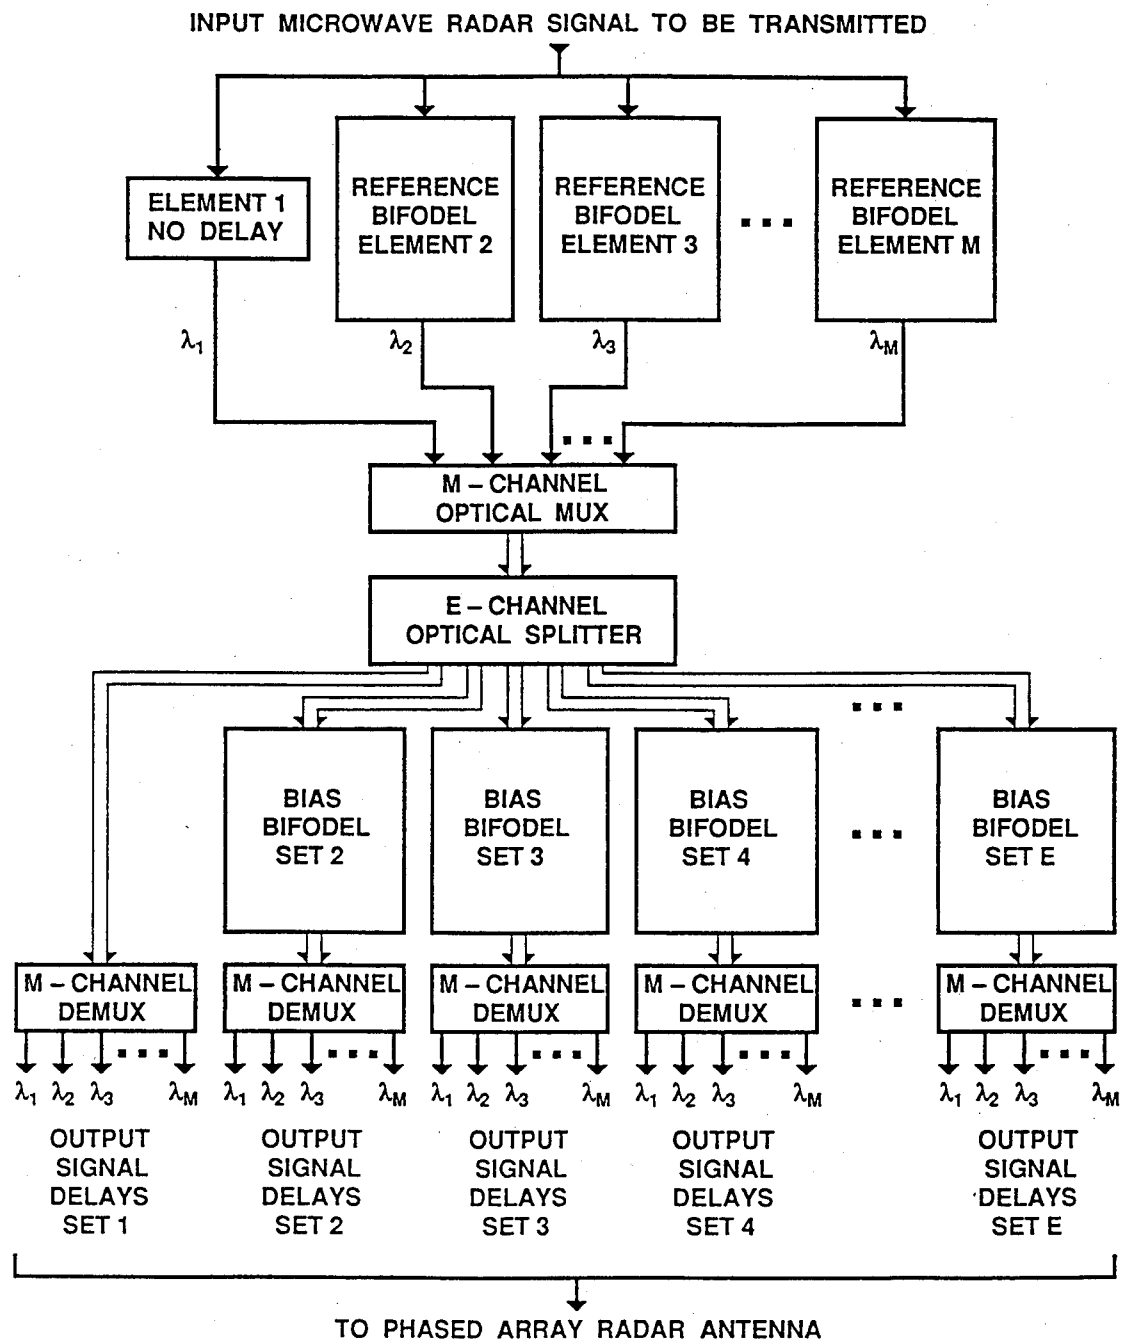 INPUT MICROWAVE RADAR SIGNAL TO BE TRANSMITTED
ELEMENT 1
NO DELAY
REFERENCE
BIFODEL
ELEMENT 2
REFERENCE
BIFODEL
ELEMENT 3
REFERENCE
BIFODEL
ELEMENT M
λ1
λ2
λ3
λM
M – CHANNEL
OPTICAL MUX
E – CHANNEL
OPTICAL SPLITTER
BIAS
BIFODEL
SET 2
BIAS
BIFODEL
SET 3
BIAS
BIFODEL
SET 4
BIAS
BIFODEL
SET E
M – CHANNEL
DEMUX
M – CHANNEL
DEMUX
M – CHANNEL
DEMUX
M – CHANNEL
DEMUX
M – CHANNEL
DEMUX
λ1 λ2 λ3 λM
λ1 λ2 λ3 λM
λ1 λ2 λ3 λM
λ1 λ2 λ3 λM
λ1 λ2 λ3 λM
OUTPUT
SIGNAL
DELAYS
SET 1
OUTPUT
SIGNAL
DELAYS
SET 2
OUTPUT
SIGNAL
DELAYS
SET 3
OUTPUT
SIGNAL
DELAYS
SET 4
OUTPUT
SIGNAL
DELAYS
SET E
TO PHASED ARRAY RADAR ANTENNA